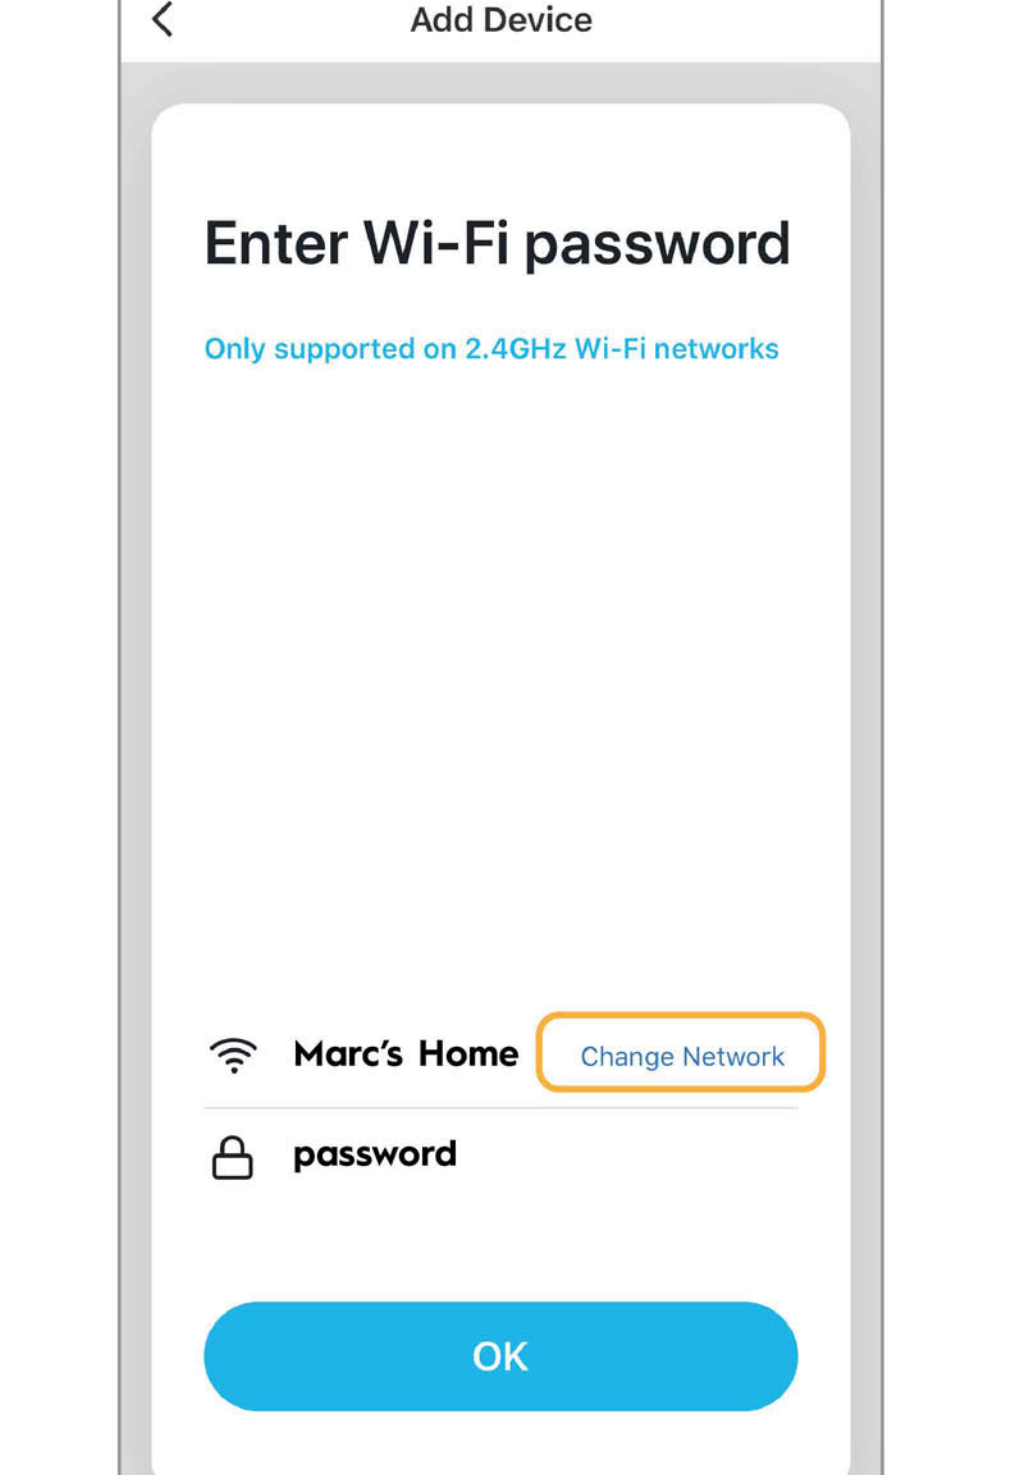 Add Device
Enter Wi-Fi password
Only supported on 2.4GHz Wi-Fi networks
Marc's Home Change Network
password
OK